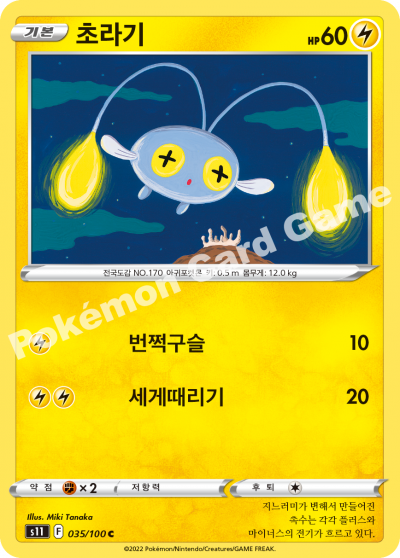 기본 초라기 HP 60
전국도감 NO.170 아귀포켓몬 키: 0.5 m 몸무게: 12.0 kg
Pokémon Card Game
번쩍구슬 10
세게때리기 20
약점 ×2 저항력 후퇴
Illus. Miki Tanaka
지느러미가 변해서 만들어진
촉수는 각각 플러스와
마이너스의 전기가 흐르고 있다.
s11 F 035/100 C
©2022 Pokémon/Nintendo/Creatures/GAME FREAK.